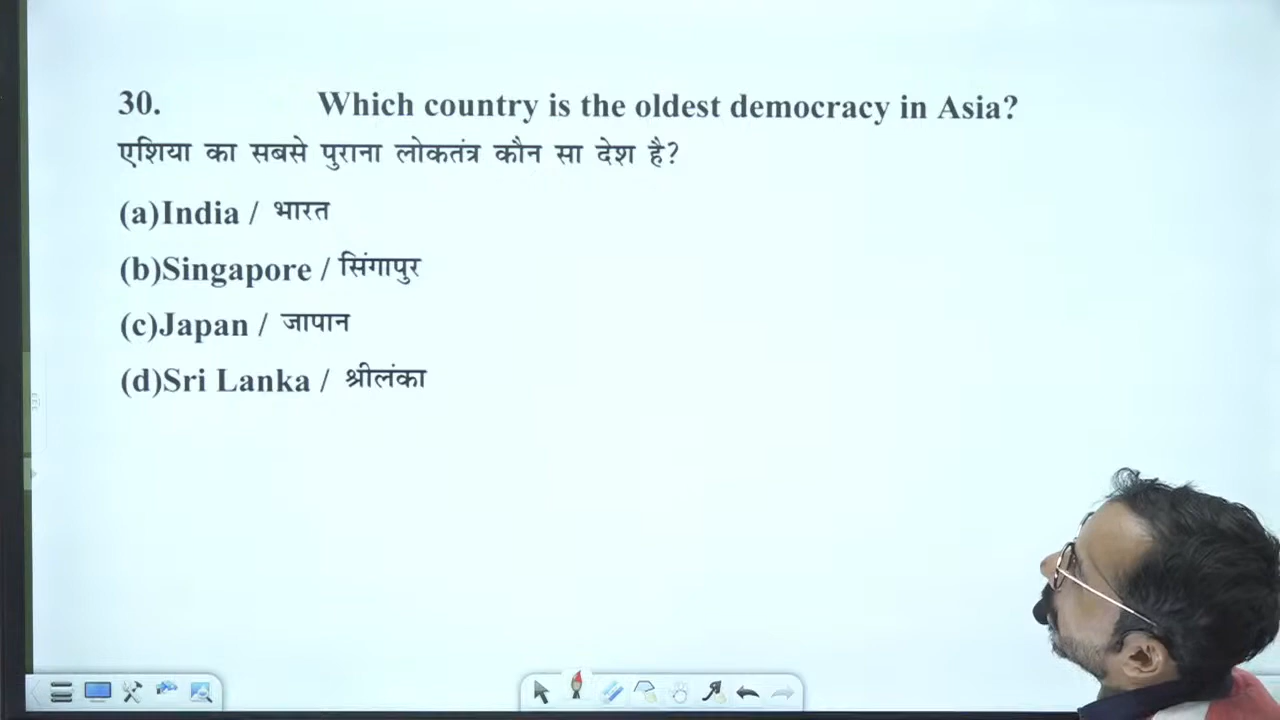 30. Which country is the oldest democracy in Asia?
एशिया का सबसे पुराना लोकतंत्र कौन सा देश है?
(a)India / भारत
(b)Singapore / सिंगापुर
(c)Japan / जापान
(d)Sri Lanka / श्रीलंका